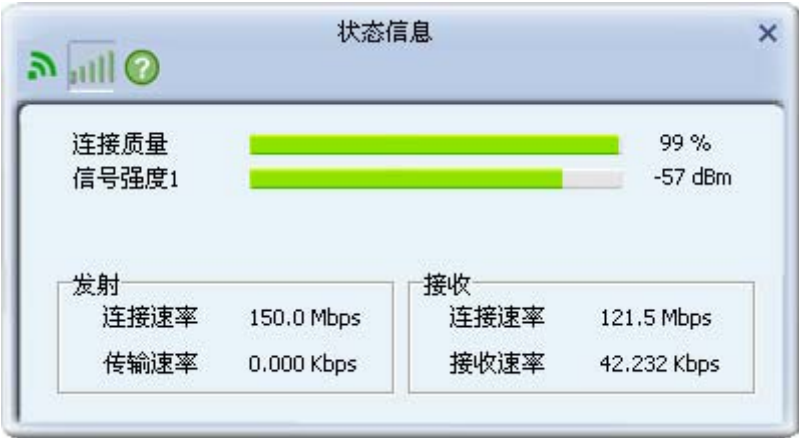 状态信息
连接质量 99 %
信号强度1 -57 dBm
发射 接收
连接速率 150.0 Mbps 连接速率 121.5 Mbps
传输速率 0.000 Kbps 接收速率 42.232 Kbps